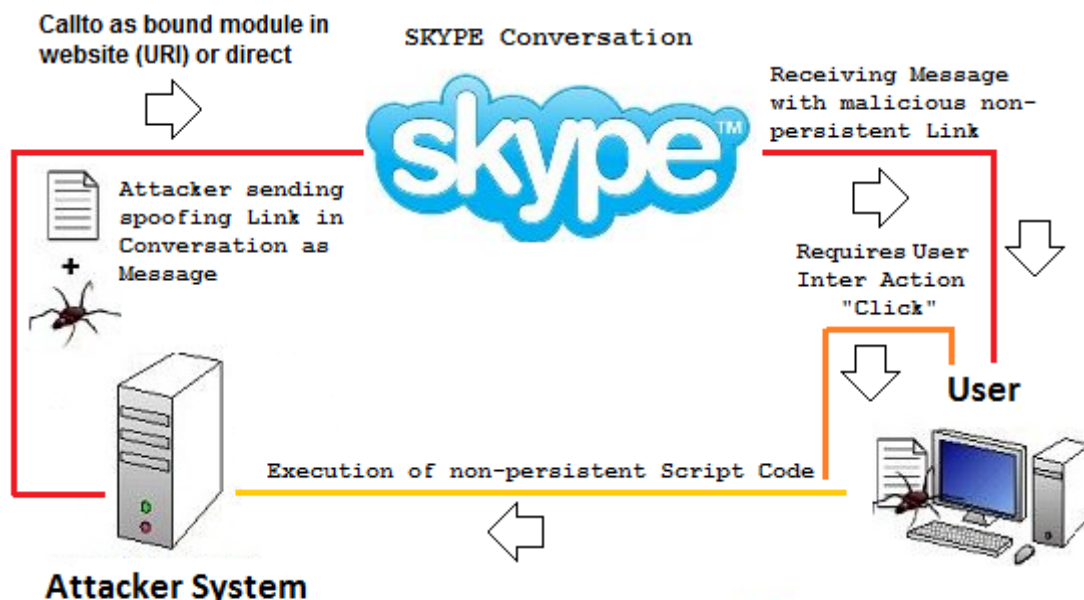 Callto as bound module in
website (URI) or direct
SKYPE Conversation
skype™
Receiving Message
with malicious non-
persistent Link
Attacker sending
spoofing Link in
Conversation as
Message
+
Requires User
Inter Action
"Click"
User
Execution of non-persistent Script Code
Attacker System